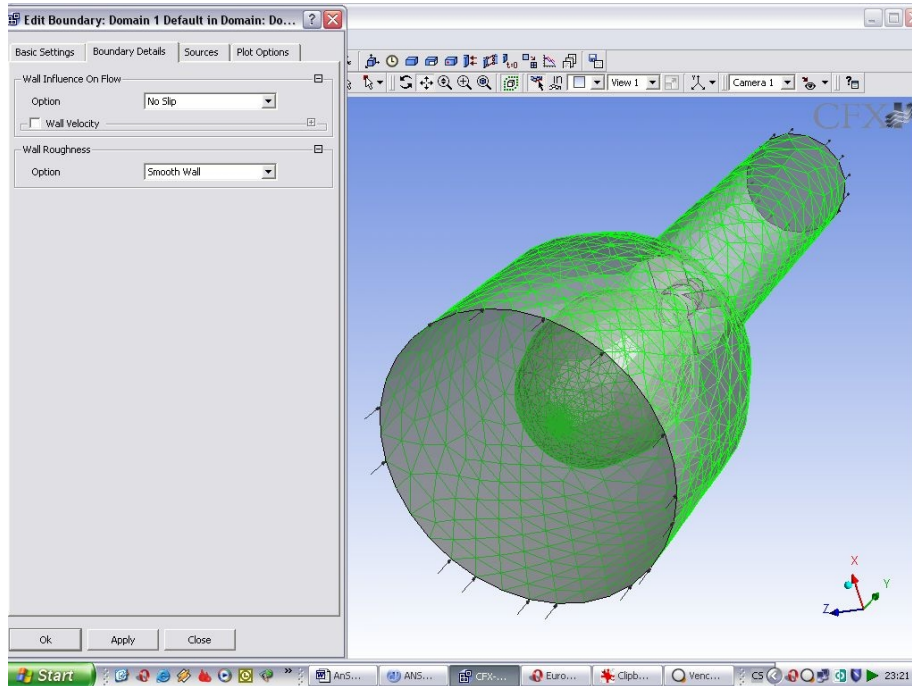 Edit Boundary: Domain 1 Default in Domain: Do...
Basic Settings
Boundary Details
Sources
Plot Options
Wall Influence On Flow
Option
No Slip
Wall Velocity
Wall Roughness
Option
Smooth Wall
Ok
Apply
Close
View 1
Camera 1
CFX
X
Y
Z
Start
AnS...
ANS...
CFX-...
Euro...
Clipb...
Venc...
CS
23:21